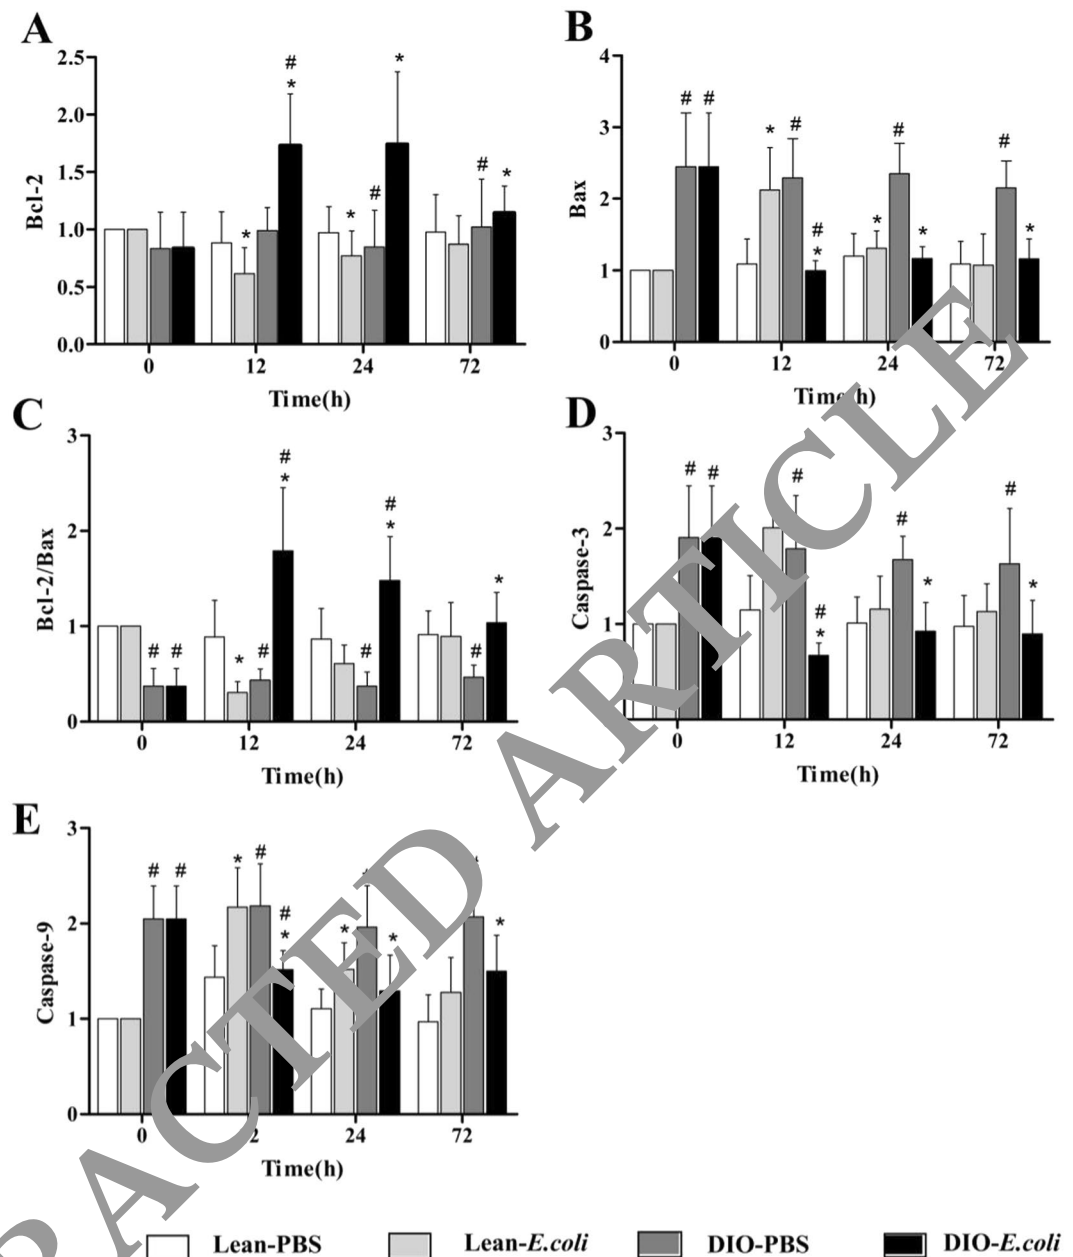 A
B
# *
2.5
2.0
1.5
1.0
0.5
0.0
Bcl-2
* # * * # * # *
0 12 24 72
Time(h)
4
3
2
1
0
Bax
# # * # # * * # * # *
0 12 24 72
Time(h)
C
D
3
2
1
0
Bcl-2/Bax
# # * # # * # # * # *
0 12 24 72
Time(h)
3
2
1
Caspase-3
# # # # * # * # *
0 12 24 72
Time(h)
E
3
2
1
0
Caspase-9
# # * # # * * * *
0 2 24 72
Time(h)
Lean-PBS Lean-E.coli DIO-PBS DIO-E.coli
RACTED ARTICLE